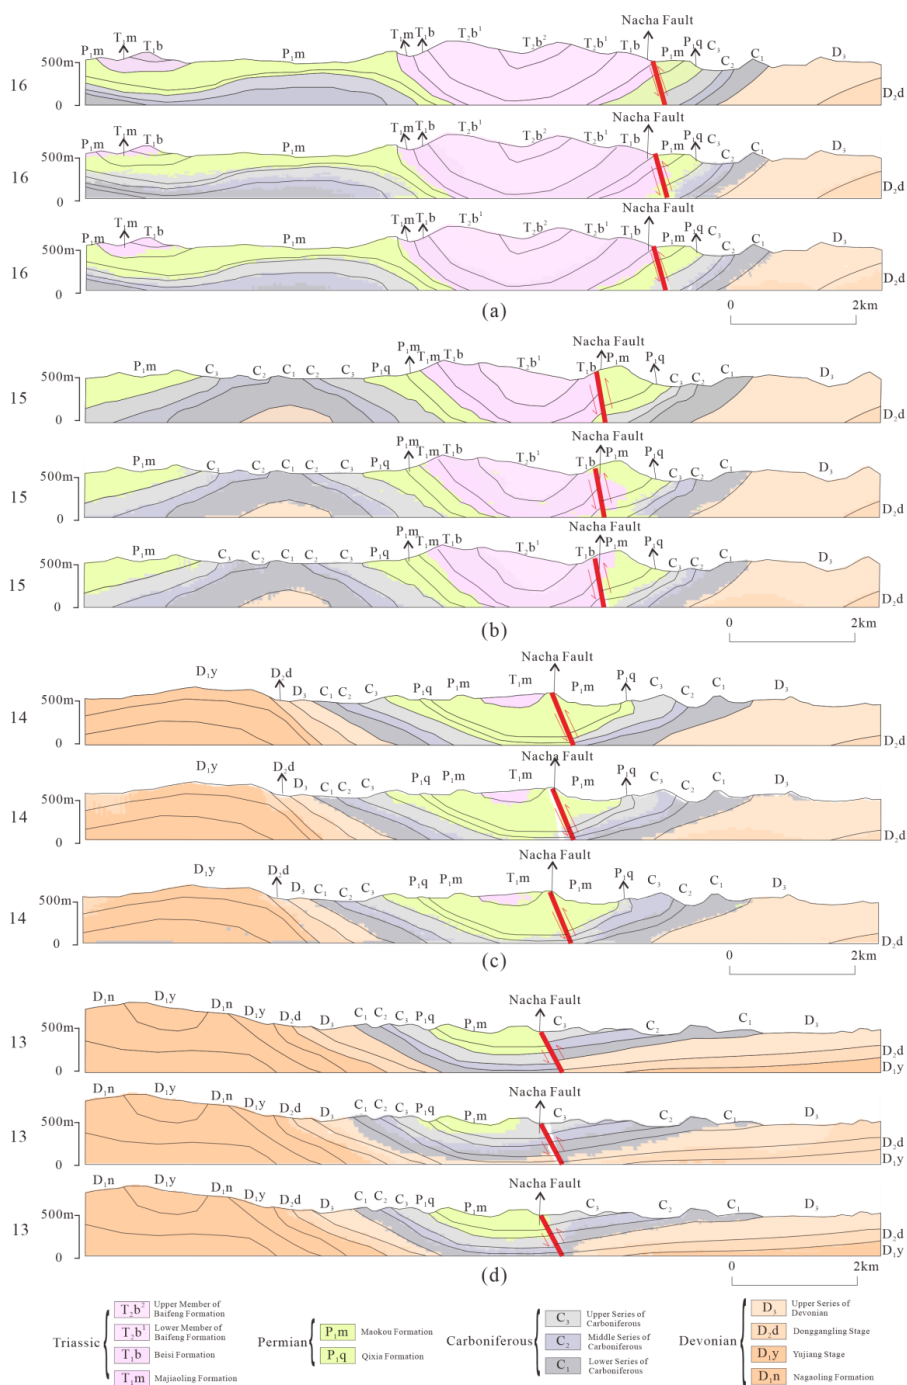 Nacha Fault
P₁m T₁m T₁b P₁m T₁m T₁b T₂b¹ T₂b² T₂b¹ T₁b P₁m P₁q C₃ C₂ C₁ D₃
16 500m 0 D₂d
Nacha Fault
P₁m T₁m T₁b P₁m T₁m T₁b T₂b¹ T₂b² T₂b¹ T₁b P₁m P₁q C₃ C₂ C₁ D₃
16 500m 0 D₂d
Nacha Fault
P₁m T₁m T₁b P₁m T₁m T₁b T₂b¹ T₂b² T₂b¹ T₁b P₁m P₁q C₃ C₂ C₁ D₃
16 500m 0 D₂d
(a)
0 2km
Nacha Fault
P₁m C₃ C₂ C₁ C₂ C₃ P₁q P₁m T₁m T₁b T₂b¹ T₁b P₁m P₁q C₃ C₂ C₁ D₃
15 500m 0 D₂d
Nacha Fault
P₁m C₃ C₂ C₁ C₂ C₃ P₁q P₁m T₁m T₁b T₂b¹ T₁b P₁m P₁q C₃ C₂ C₁ D₃
15 500m 0 D₂d
Nacha Fault
P₁m C₃ C₂ C₁ C₂ C₃ P₁q P₁m T₁m T₁b T₂b¹ T₁b P₁m P₁q C₃ C₂ C₁ D₃
15 500m 0 D₂d
(b)
0 2km
Nacha Fault
D₁y D₂d D₃ C₁ C₂ C₃ P₁q P₁m T₁m P₁m P₁q C₃ C₂ C₁ D₃
14 500m 0 D₂d
Nacha Fault
D₁y D₂d D₃ C₁ C₂ C₃ P₁q P₁m T₁m P₁m P₁q C₃ C₂ C₁ D₃
14 500m 0 D₂d
Nacha Fault
D₁y D₂d D₃ C₁ C₂ C₃ P₁q P₁m T₁m P₁m P₁q C₃ C₂ C₁ D₃
14 500m 0 D₂d
(c)
0 2km
Nacha Fault
D₁n D₁y D₁n D₁y D₂d D₃ C₁ C₂ C₃ P₁q P₁m C₃ C₂ C₁ D₃
13 500m 0 D₂d
D₁y
Nacha Fault
D₁n D₁y D₁n D₁y D₂d D₃ C₁ C₂ C₃ P₁q P₁m C₃ C₂ C₁ D₃
13 500m 0 D₂d
D₁y
Nacha Fault
D₁n D₁y D₁n D₁y D₂d D₃ C₁ C₂ C₃ P₁q P₁m C₃ C₂ C₁ D₃
13 500m 0 D₂d
D₁y
(d)
0 2km
Triassic
T₂b² Upper Member of
Baifeng Formation
T₂b¹ Lower Member of
Baifeng Formation
T₁b Beisi Formation
T₁m Majiaoling Formation
Permian
P₁m Maokou Formation
P₁q Qixia Formation
Carboniferous
C₃ Upper Series of
Carboniferous
C₂ Middle Series of
Carboniferous
C₁ Lower Series of
Carboniferous
Devonian
D₃ Upper Series of
Devonian
D₂d Donggangling Stage
D₁y Yujiang Stage
D₁n Nagaoling Formation